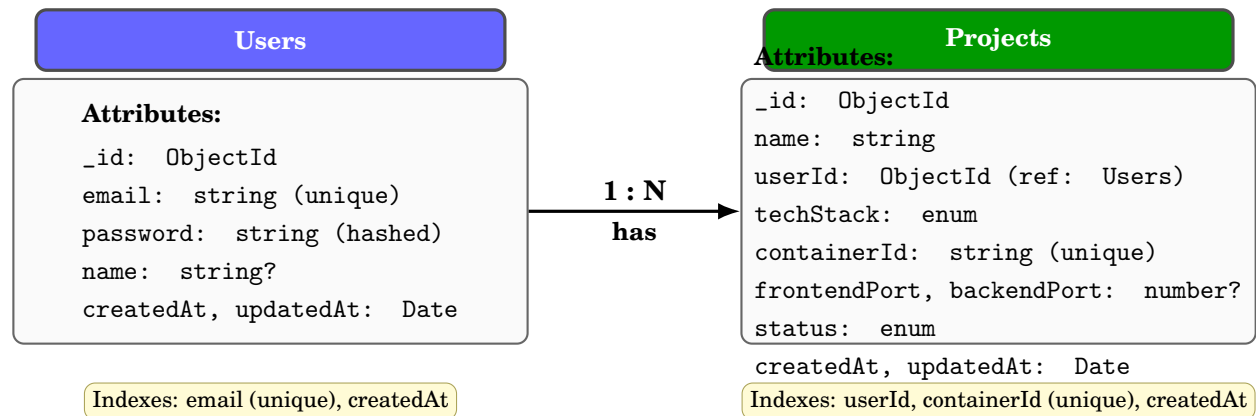 Users
Attributes:
_id: ObjectId
email: string (unique)
password: string (hashed)
name: string?
createdAt, updatedAt: Date
Indexes: email (unique), createdAt
1 : N
has
Projects
Attributes:
_id: ObjectId
name: string
userId: ObjectId (ref: Users)
techStack: enum
containerId: string (unique)
frontendPort, backendPort: number?
status: enum
createdAt, updatedAt: Date
Indexes: userId, containerId (unique), createdAt